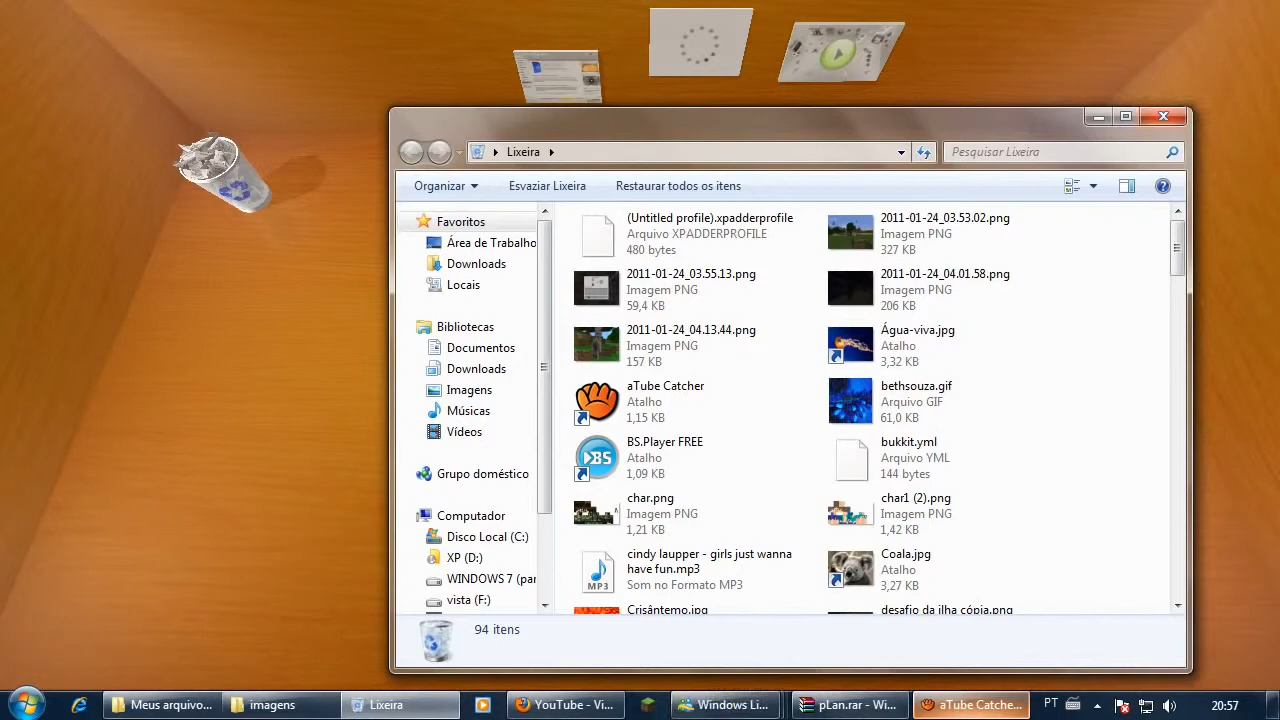 Lixeira
Pesquisar Lixeira
Organizar
Esvaziar Lixeira
Restaurar todos os itens
Favoritos
Área de Trabalho
Downloads
Locais
Bibliotecas
Documentos
Downloads
Imagens
Músicas
Vídeos
Grupo doméstico
Computador
Disco Local (C:)
XP (D:)
WINDOWS 7 (par
vista (F:)
(Untitled profile).xpadderprofile
Arquivo XPADDERPROFILE
480 bytes
2011-01-24_03.53.02.png
Imagem PNG
327 KB
2011-01-24_03.55.13.png
Imagem PNG
59,4 KB
2011-01-24_04.01.58.png
Imagem PNG
206 KB
2011-01-24_04.13.44.png
Imagem PNG
157 KB
Água-viva.jpg
Atalho
3,32 KB
aTube Catcher
Atalho
1,15 KB
bethsouza.gif
Arquivo GIF
61,0 KB
BS
BS.Player FREE
Atalho
1,09 KB
bukkit.yml
Arquivo YML
144 bytes
char.png
Imagem PNG
1,21 KB
char1 (2).png
Imagem PNG
1,42 KB
MP3
cindy laupper - girls just wanna
have fun.mp3
Som no Formato MP3
Coala.jpg
Atalho
3,27 KB
Crisântemo.jpg
desafio da ilha cópia.png
94 itens
Meus arquivo...
imagens
Lixeira
YouTube - Vi...
Windows Li...
pLan.rar - Wi...
aTube Catche...
PT
20:57